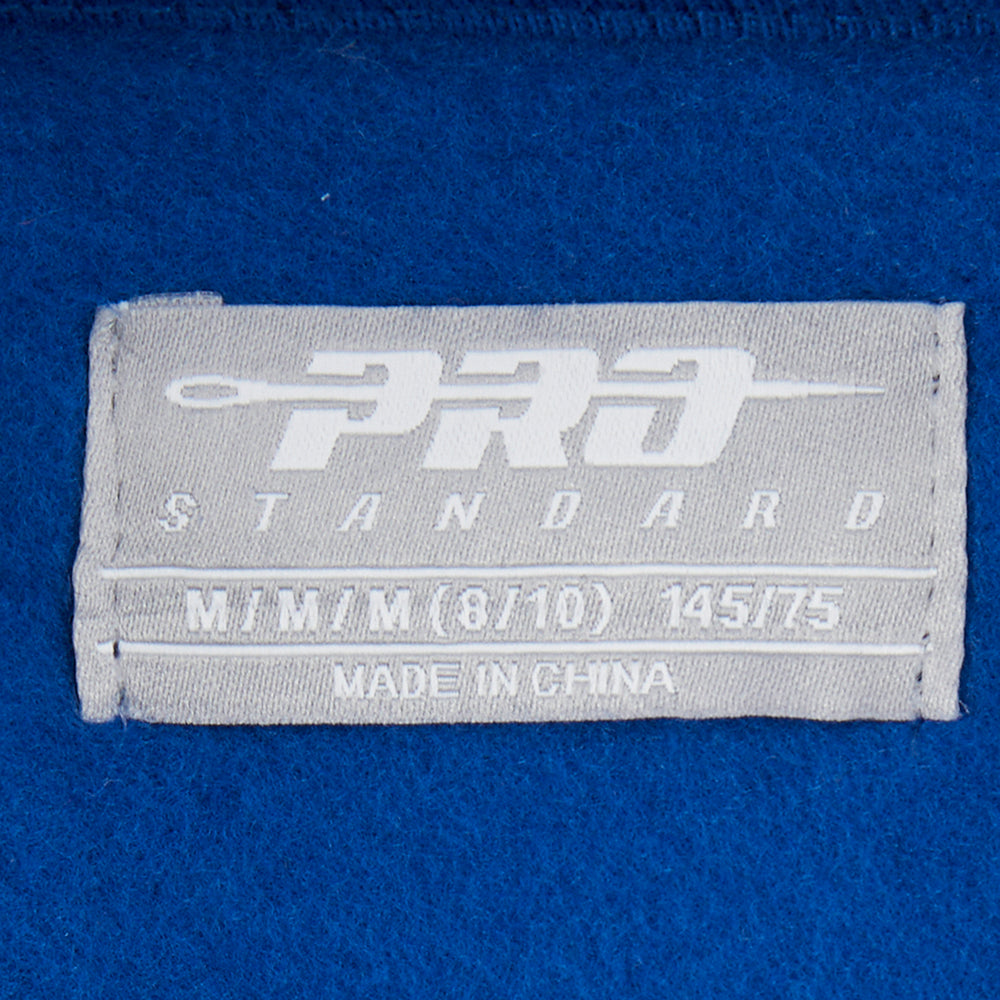 PRO
STANDARD
M/M/M (8/10) 145/75
MADE IN CHINA